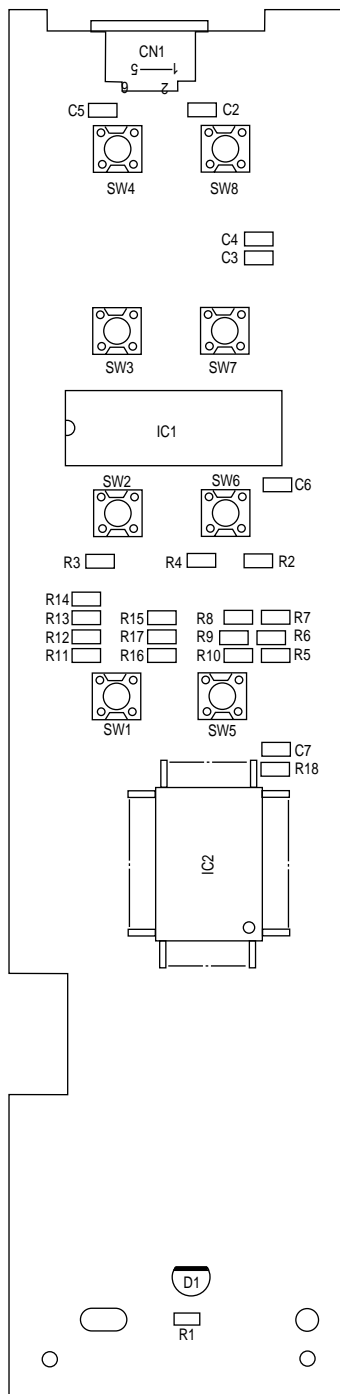 CN1
5 1
6 2
C5 C2
SW4 SW8
C4
C3
SW3 SW7
IC1
SW2 SW6
C6
R3 R4 R2
R14
R13 R15 R8 R7
R12 R17 R9 R6
R11 R16 R10 R5
SW1 SW5
C7
R18
IC2
D1
R1